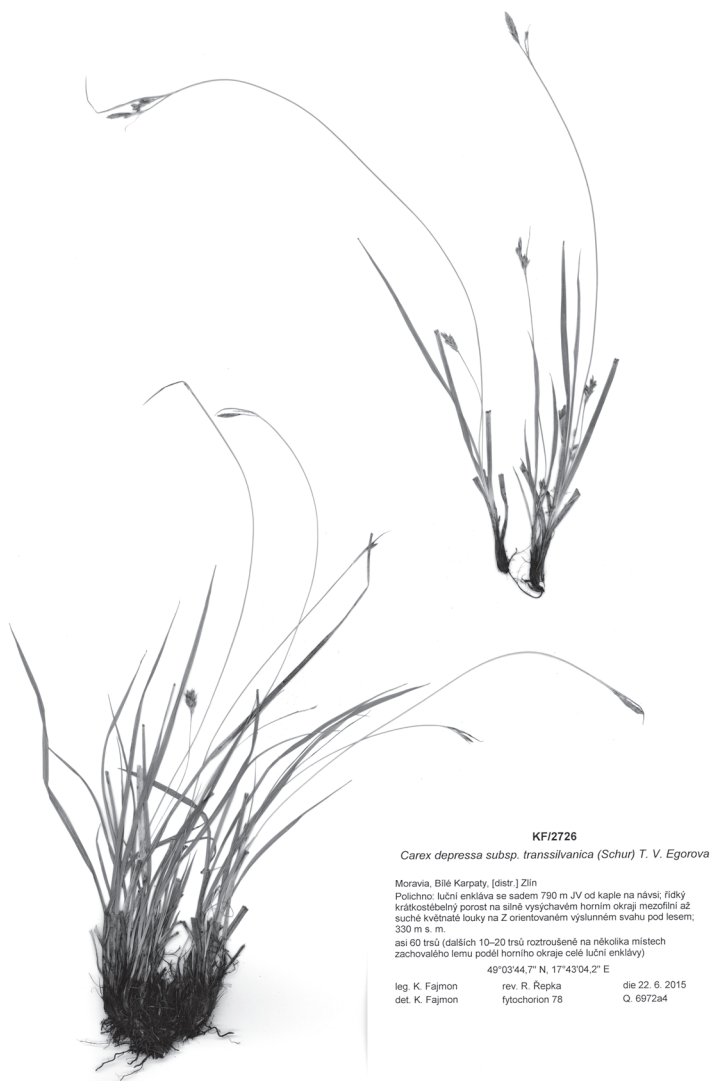 KF/2726
Carex depressa subsp. transsilvanica (Schur) T. V. Egorova
Moravia, Bílé Karpaty, [distr.] Zlín
Polichno: luční enkláva se sadem 790 m JV od kaple na návsi; řídký
krátkostébelný porost na silně vysýchavém horním okraji mezofilní až
suché květnaté louky na Z orientovaném výslunném svahu pod lesem;
330 m s. m.
asi 60 trsů (dalších 10–20 trsů roztroušené na několika místech
zachovalého lemu poděl horního okraje celé luční enklávy)
49°03'44,7" N, 17°43'04,2" E
leg. K. Fajmon rev. R. Řepka die 22. 6. 2015
det. K. Fajmon fytochorion 78 Q. 6972a4